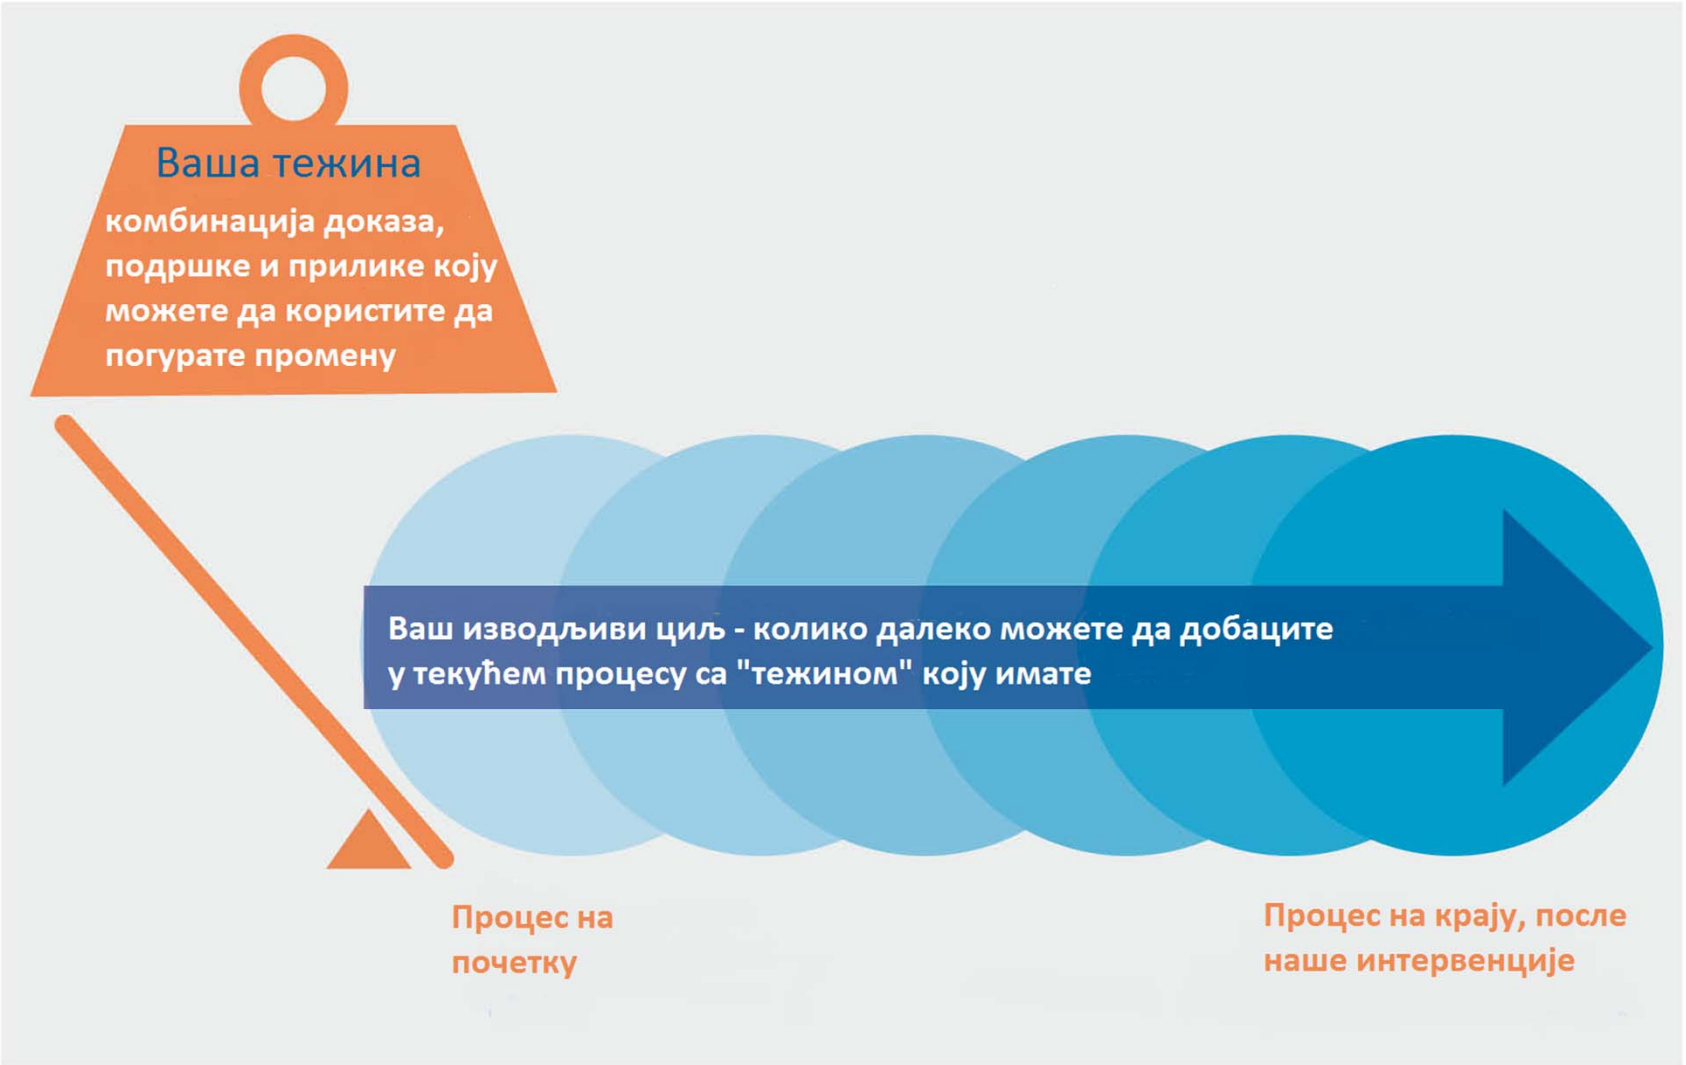 Ваша тежина
комбинација доказа,
подршке и прилике коју
можете да користите да
погурате промену
Ваш изводљиви циљ - колико далеко можете да добаците
у текућем процесу са "тежином" коју имате
Процес на
почетку
Процес на крају, после
наше интервенције